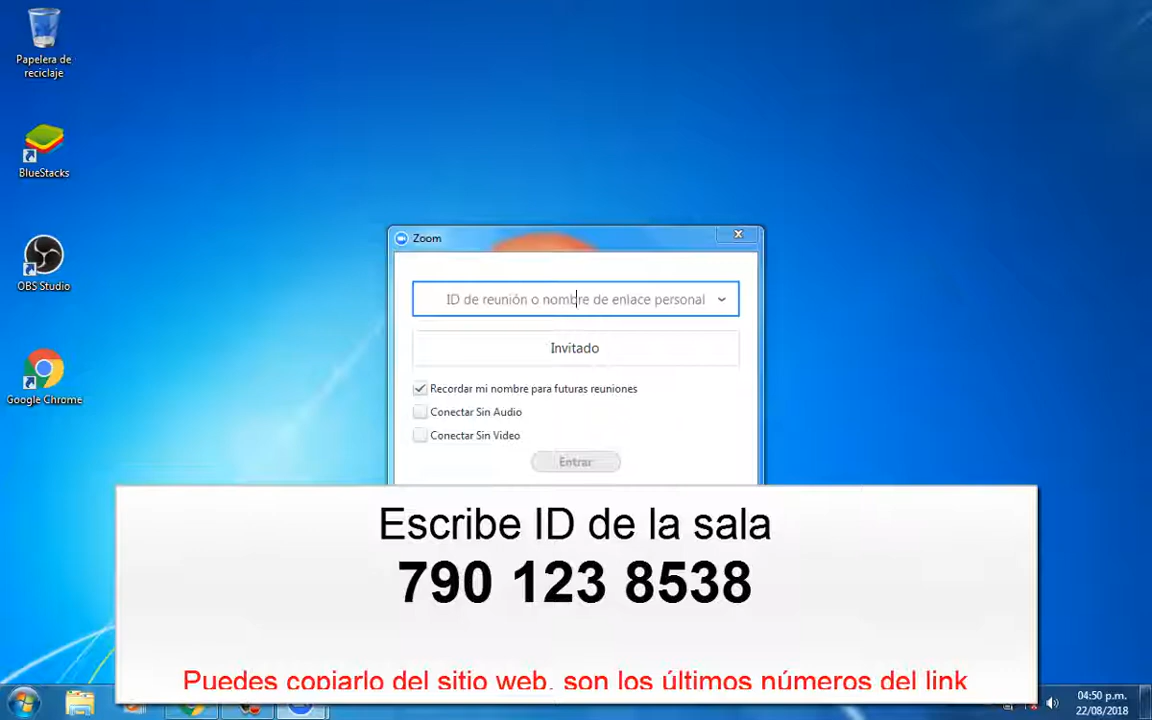 Papelera de
reciclaje
BlueStacks
OBS Studio
Google Chrome
Zoom
ID de reunión o nombre de enlace personal
Invitado
Recordar mi nombre para futuras reuniones
Conectar Sin Audio
Conectar Sin Video
Entrar
Escribe ID de la sala
790 123 8538
Puedes copiarlo del sitio web, son los últimos números del link
04:50 p.m.
22/08/2018